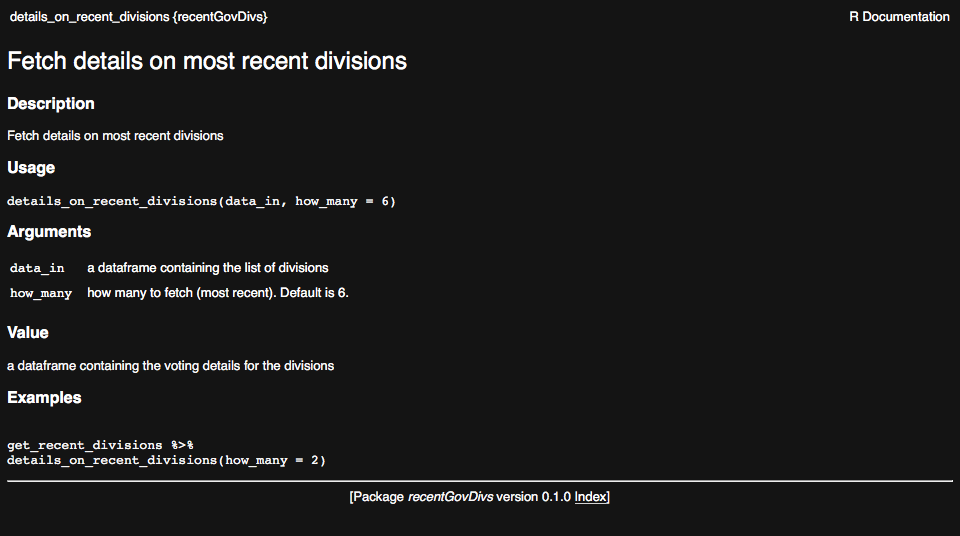 details_on_recent_divisions {recentGovDivs} R Documentation
Fetch details on most recent divisions
Description
Fetch details on most recent divisions
Usage
details_on_recent_divisions(data_in, how_many = 6)
Arguments
data_in a dataframe containing the list of divisions
how_many how many to fetch (most recent). Default is 6.
Value
a dataframe containing the voting details for the divisions
Examples
get_recent_divisions %>%
details_on_recent_divisions(how_many = 2)
[Package recentGovDivs version 0.1.0 Index]